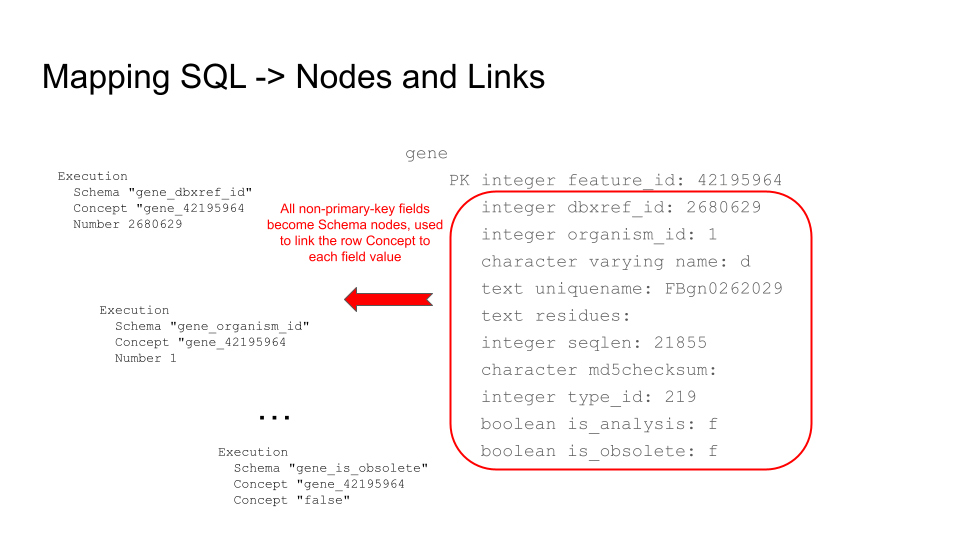 Mapping SQL -> Nodes and Links
gene
PK integer feature_id: 42195964
integer dbxref_id: 2680629
integer organism_id: 1
character varying name: d
text uniquename: FBgn0262029
text residues:
integer seqlen: 21855
character md5checksum:
integer type_id: 219
boolean is_analysis: f
boolean is_obsolete: f
All non-primary-key fields
become Schema nodes, used
to link the row Concept to
each field value
Execution
Schema "gene_dbxref_id"
Concept "gene_42195964
Number 2680629
Execution
Schema "gene_organism_id"
Concept "gene_42195964
Number 1
...
Execution
Schema "gene_is_obsolete"
Concept "gene_42195964
Concept "false"